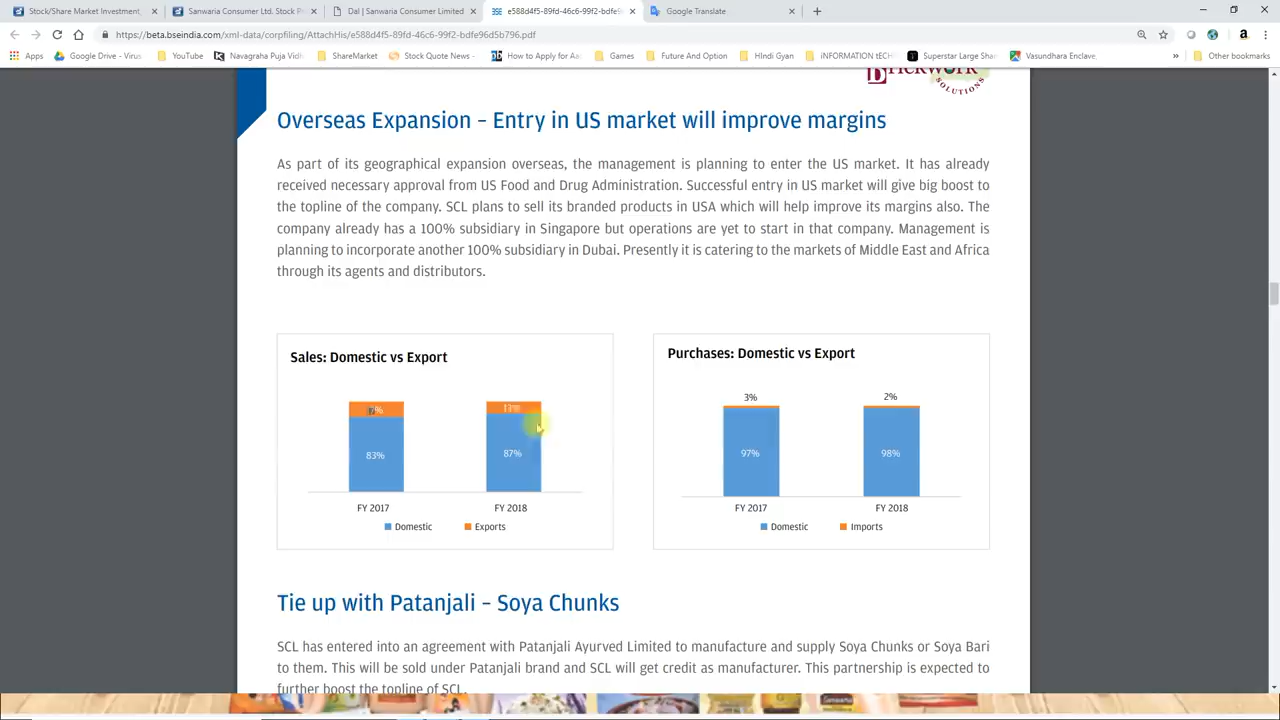 Stock/Share Market Investment,
Sanwaria Consumer Ltd. Stock Pr
Dal | Sanwaria Consumer Limited
e588d4f5-89fd-46c6-99f2-bdfe96
Google Translate
https://beta.bseindia.com/xml-data/corpfiling/AttachHis/e588d4f5-89fd-46c6-99f2-bdfe96d5b796.pdf
Apps
Google Drive - Virus
YouTube
Navagraha Puja Vidh
ShareMarket
Stock Quote News -
How to Apply for Aad
Games
Future And Option
HIndi Gyan
iNFORMATION tECH
Superstar Large Shar
Vasundhara Enclave,
»
Other bookmarks
SOLUTIONS
Overseas Expansion – Entry in US market will improve margins
As part of its geographical expansion overseas, the management is planning to enter the US market. It has already
received necessary approval from US Food and Drug Administration. Successful entry in US market will give big boost to
the topline of the company. SCL plans to sell its branded products in USA which will help improve its margins also. The
company already has a 100% subsidiary in Singapore but operations are yet to start in that company. Management is
planning to incorporate another 100% subsidiary in Dubai. Presently it is catering to the markets of Middle East and Africa
through its agents and distributors.
Sales: Domestic vs Export
13%
83%
87%
FY 2017
FY 2018
Domestic
Exports
Purchases: Domestic vs Export
3%
2%
97%
98%
FY 2017
FY 2018
Domestic
Imports
Tie up with Patanjali – Soya Chunks
SCL has entered into an agreement with Patanjali Ayurved Limited to manufacture and supply Soya Chunks or Soya Bari
to them. This will be sold under Patanjali brand and SCL will get credit as manufacturer. This partnership is expected to
further boost the topline of SCL.